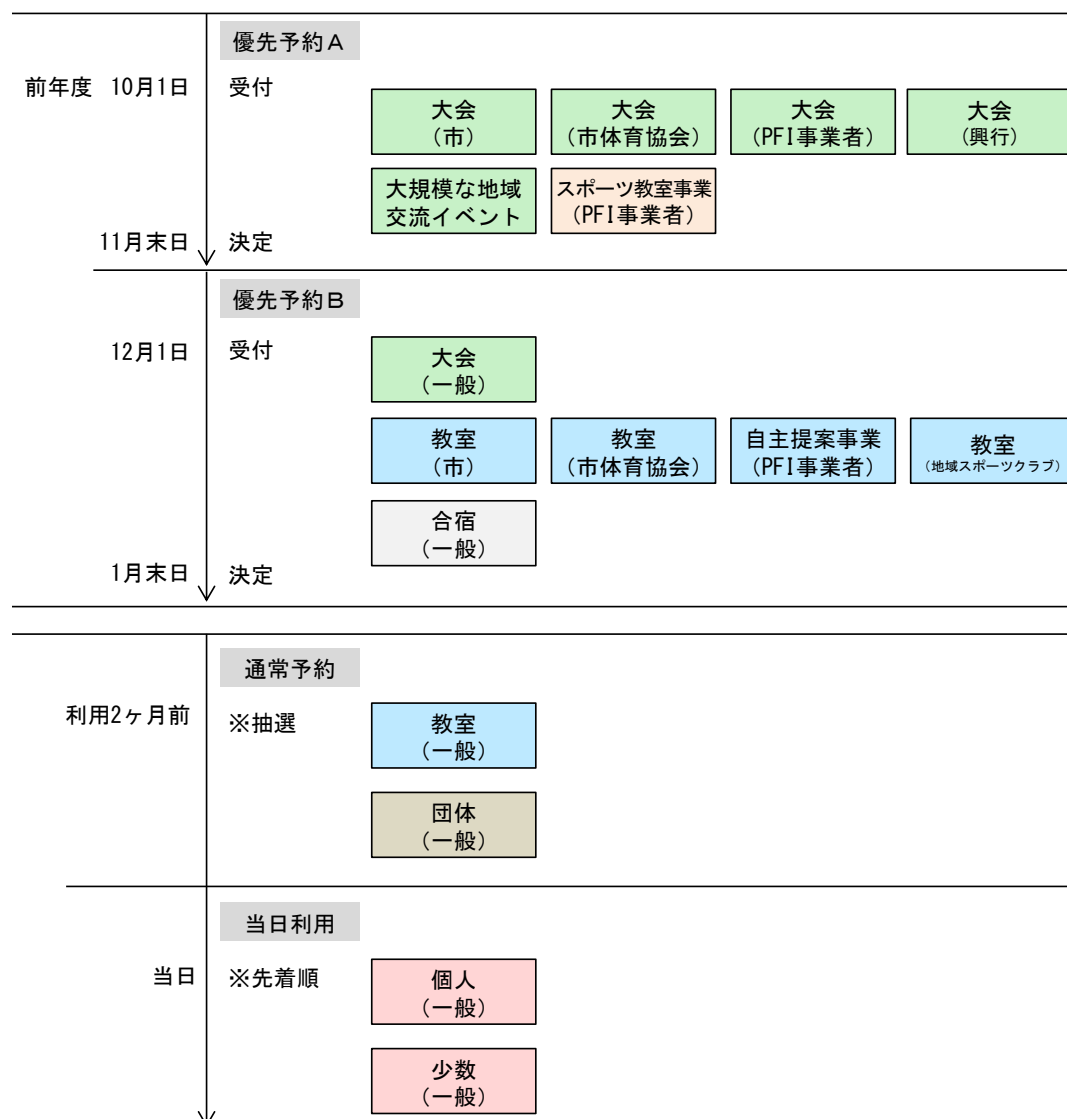 優先予約Ａ
前年度 10月1日 受付
大会
（市）
大会
（市体育協会）
大会
（PFI事業者）
大会
（興行）
大規模な地域
交流イベント
スポーツ教室事業
（PFI事業者）
11月末日 決定
優先予約Ｂ
12月1日 受付
大会
（一般）
教室
（市）
教室
（市体育協会）
自主提案事業
（PFI事業者）
教室
（地域スポーツクラブ）
合宿
（一般）
1月末日 決定
通常予約
利用2ヶ月前 ※抽選
教室
（一般）
団体
（一般）
当日利用
当日 ※先着順
個人
（一般）
少数
（一般）